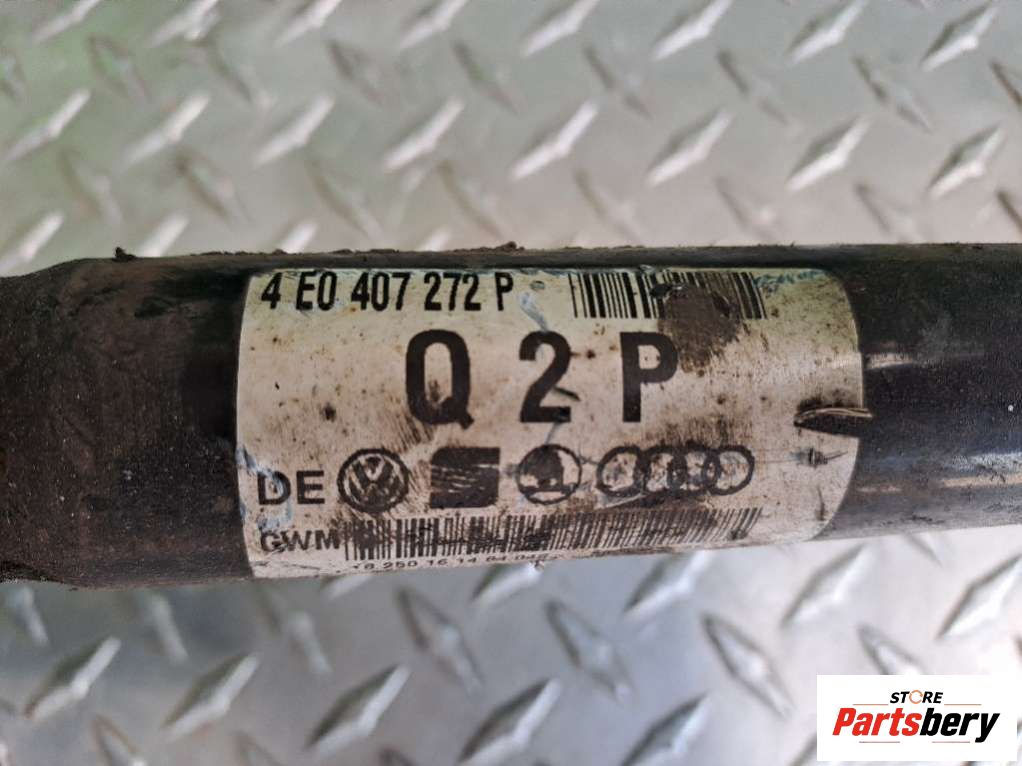 4 E0 407 272 P
Q 2 P
DE
GWM
STORE
Partsbery